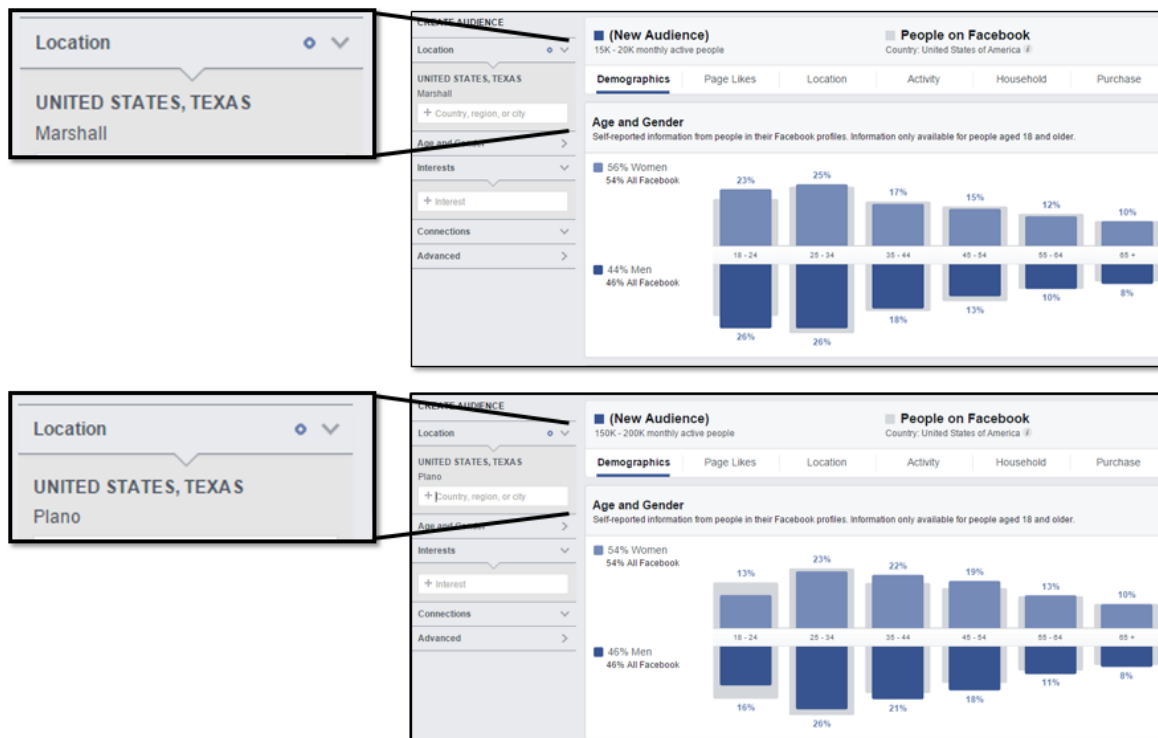 Location
UNITED STATES, TEXAS
Marshall
CREATE AUDIENCE
Location
UNITED STATES, TEXAS
Marshall
+ Country, region, or city
Age and Gender
Interests
+ Interest
Connections
Advanced
(New Audience)
15K - 20K monthly active people
People on Facebook
Country: United States of America i
Demographics Page Likes Location Activity Household Purchase
Age and Gender
Self-reported information from people in their Facebook profiles. Information only available for people aged 18 and older.
56% Women
54% All Facebook
23% 25% 17% 15% 12% 10%
18 - 24 25 - 34 35 - 44 45 - 54 55 - 64 65 +
44% Men
46% All Facebook
26% 26% 18% 13% 10% 8%
Location
UNITED STATES, TEXAS
Plano
CREATE AUDIENCE
Location
UNITED STATES, TEXAS
Plano
+ Country, region, or city
Age and Gender
Interests
+ Interest
Connections
Advanced
(New Audience)
150K - 200K monthly active people
People on Facebook
Country: United States of America i
Demographics Page Likes Location Activity Household Purchase
Age and Gender
Self-reported information from people in their Facebook profiles. Information only available for people aged 18 and older.
54% Women
54% All Facebook
13% 23% 22% 19% 13% 10%
18 - 24 25 - 34 35 - 44 45 - 54 55 - 64 65 +
46% Men
46% All Facebook
16% 26% 21% 18% 11% 8%